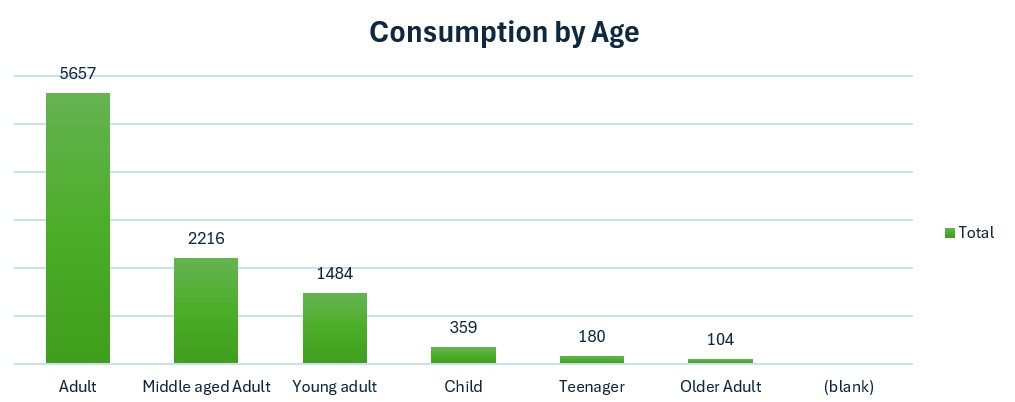 Consumption by Age
5657
2216
1484
359
180
104
Adult
Middle aged Adult
Young adult
Child
Teenager
Older Adult
(blank)
Total